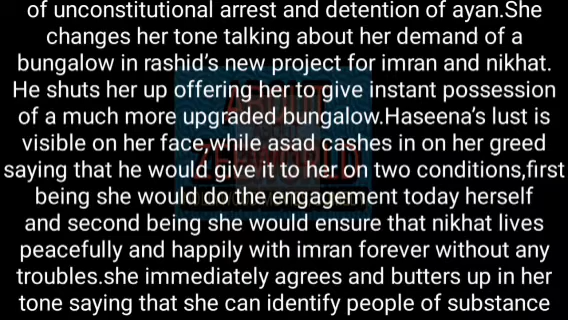 of unconstitutional arrest and detention of ayan.She
changes her tone talking about her demand of a
bungalow in rashid's new project for imran and nikhat.
He shuts her up offering her to give instant possession
of a much more upgraded bungalow.Haseena's lust is
visible on her face,while asad cashes in on her greed
saying that he would give it to her on two conditions,first
being she would do the engagement today herself
and second being she would ensure that nikhat lives
peacefully and happily with imran forever without any
troubles.she immediately agrees and butters up in her
tone saying that she can identify people of substance